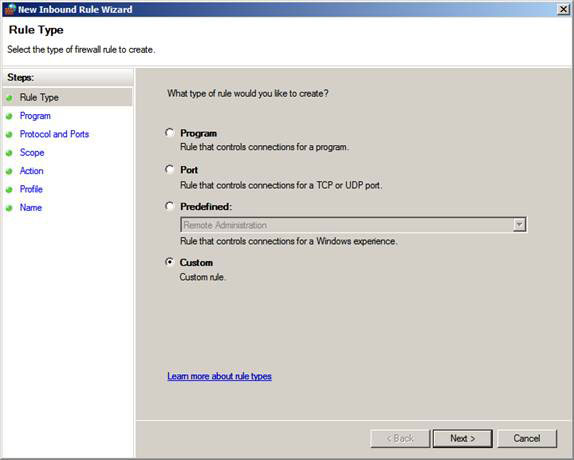 New Inbound Rule Wizard
Rule Type
Select the type of firewall rule to create.
Steps:
Rule Type
Program
Protocol and Ports
Scope
Action
Profile
Name
What type of rule would you like to create?
Program
Rule that controls connections for a program.
Port
Rule that controls connections for a TCP or UDP port.
Predefined:
Remote Administration
Rule that controls connections for a Windows experience.
Custom
Custom rule.
Learn more about rule types
< Back
Next >
Cancel